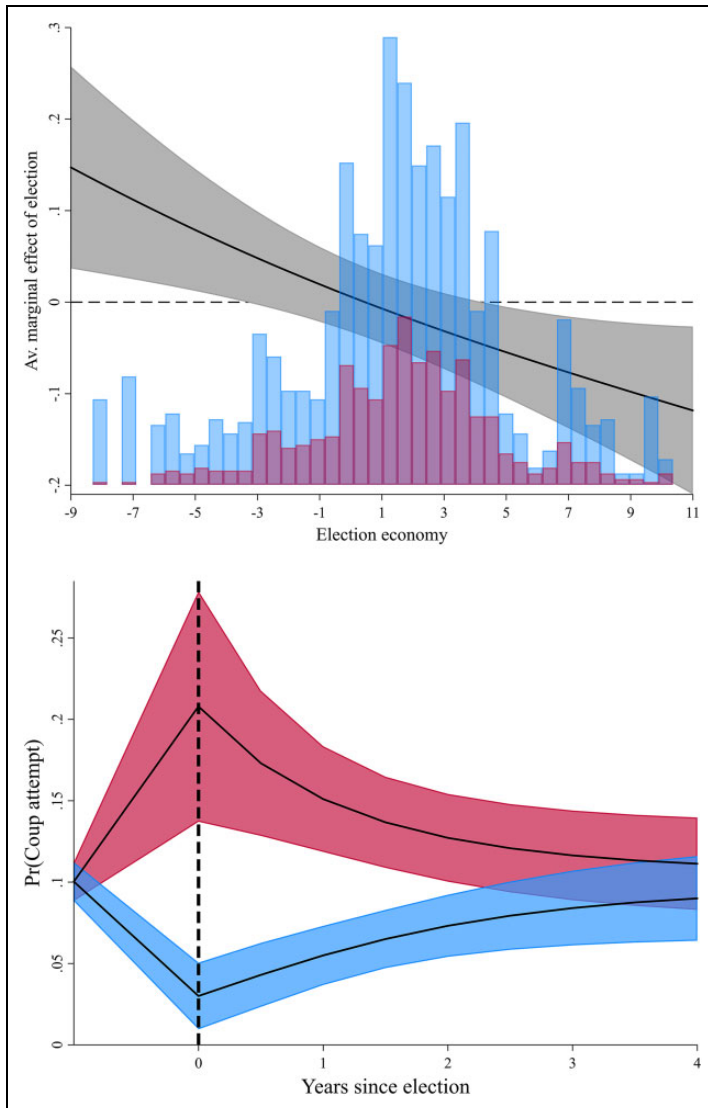 .3
.2
.1
0
-.1
-.2
Av. marginal effect of election
-9 -7 -5 -3 -1 1 3 5 7 9 11
Election economy
.25
.2
.15
.1
.05
0
Pr(Coup attempt)
0 1 2 3 4
Years since election